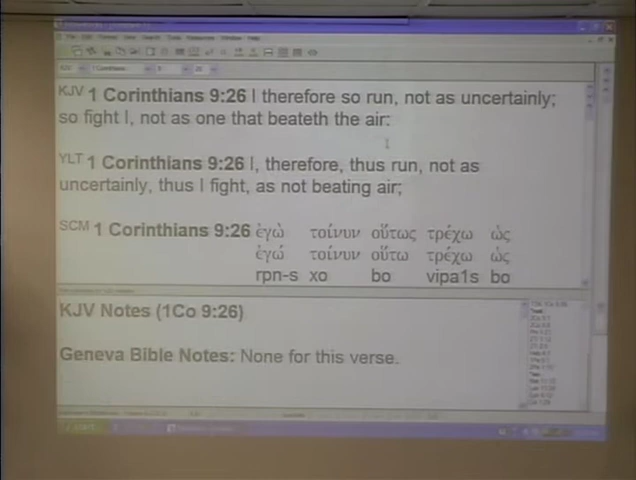 KJV 1 Corinthians 9:26 I therefore so run, not as uncertainly;
so fight I, not as one that beateth the air:
YLT 1 Corinthians 9:26 I, therefore, thus run, not as
uncertainly, thus I fight, as not beating air;
SCM 1 Corinthians 9:26 ἐγὼ τοίνυν οὕτως τρέχω ὡς
ἐγώ τοίνυν οὕτω τρέχω ὡς
rpn-s xo bo vipa1s bo
KJV Notes (1Co 9:26)
Geneva Bible Notes: None for this verse.